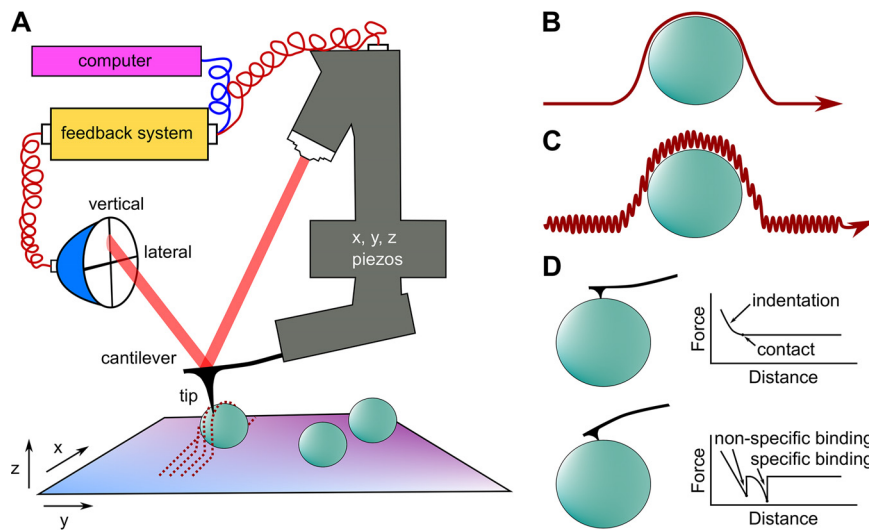 A
computer
feedback system
vertical
lateral
x, y, z
piezos
cantilever
tip
z
x
y
B
C
D
indentation
contact
Force
Distance
non-specific binding
specific binding
Force
Distance